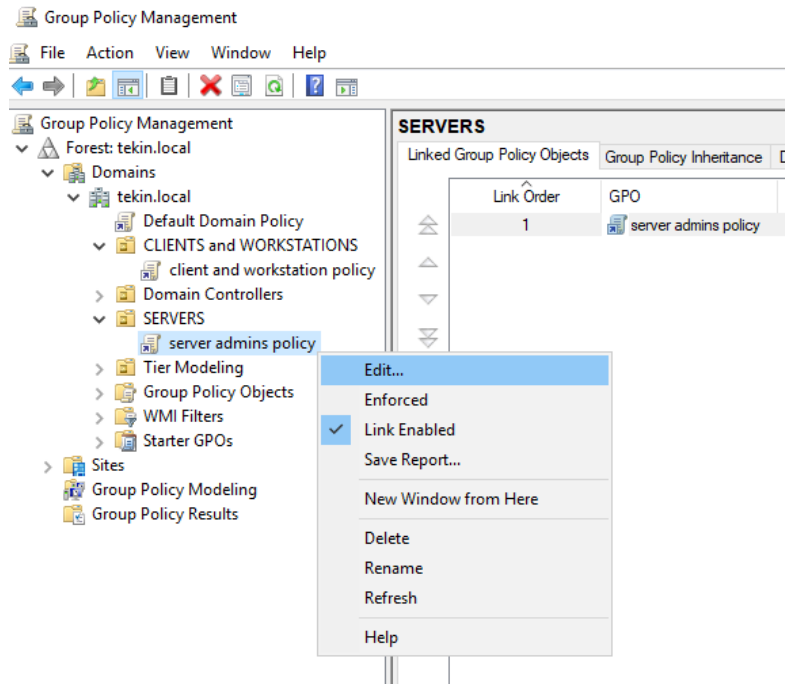 Group Policy Management
File Action View Window Help
Group Policy Management
Forest: tekin.local
Domains
tekin.local
Default Domain Policy
CLIENTS and WORKSTATIONS
client and workstation policy
Domain Controllers
SERVERS
server admins policy
Tier Modeling
Group Policy Objects
WMI Filters
Starter GPOs
Sites
Group Policy Modeling
Group Policy Results
SERVERS
Linked Group Policy Objects Group Policy Inheritance D
Link Order GPO
1 server admins policy
Edit...
Enforced
Link Enabled
Save Report...
New Window from Here
Delete
Rename
Refresh
Help